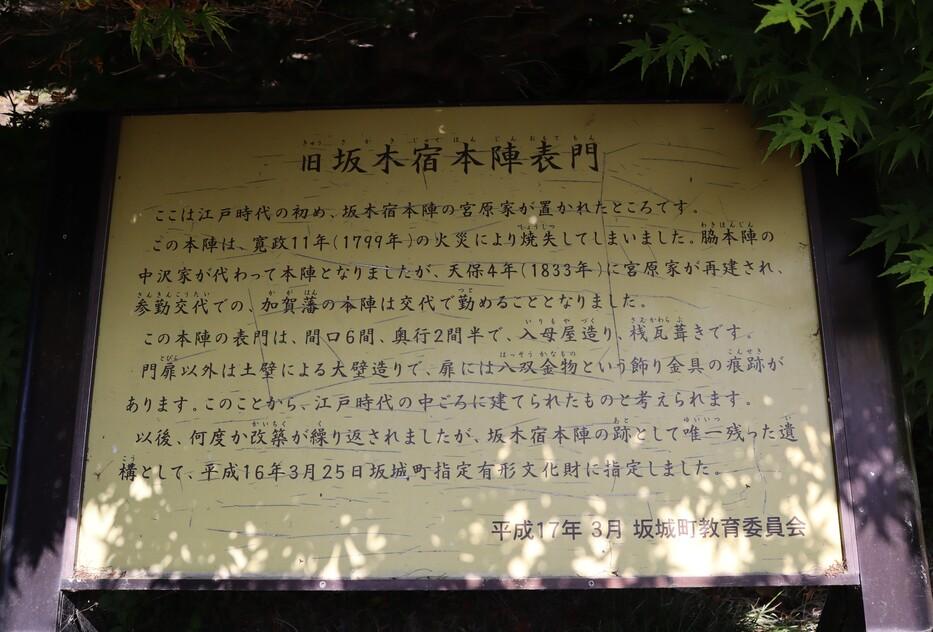 旧坂木宿本陣表門
ここは江戸時代の初め、坂木宿本陣の宮原家が置かれたところです。
この本陣は、寛政11年(1799年)の火災により焼失してしまいました。脇本陣の
中沢家が代わって本陣となりましたが、天保4年(1833年)に宮原家が再建され、
参勤交代での、加賀藩の本陣は交代で勤めることとなりました。
この本陣の表門は、間口6間、奥行2間半で、入母屋造り、桟瓦葺きです。
門扉以外は土壁による大壁造りで、扉には八双金物という飾り金具の痕跡が
あります。このことから、江戸時代の中ごろに建てられたものと考えられます。
以後、何度か改築が繰り返されましたが、坂木宿本陣の跡として唯一残った遺
構として、平成16年3月25日坂城町指定有形文化財に指定しました。
平成17年 3月 坂城町教育委員会